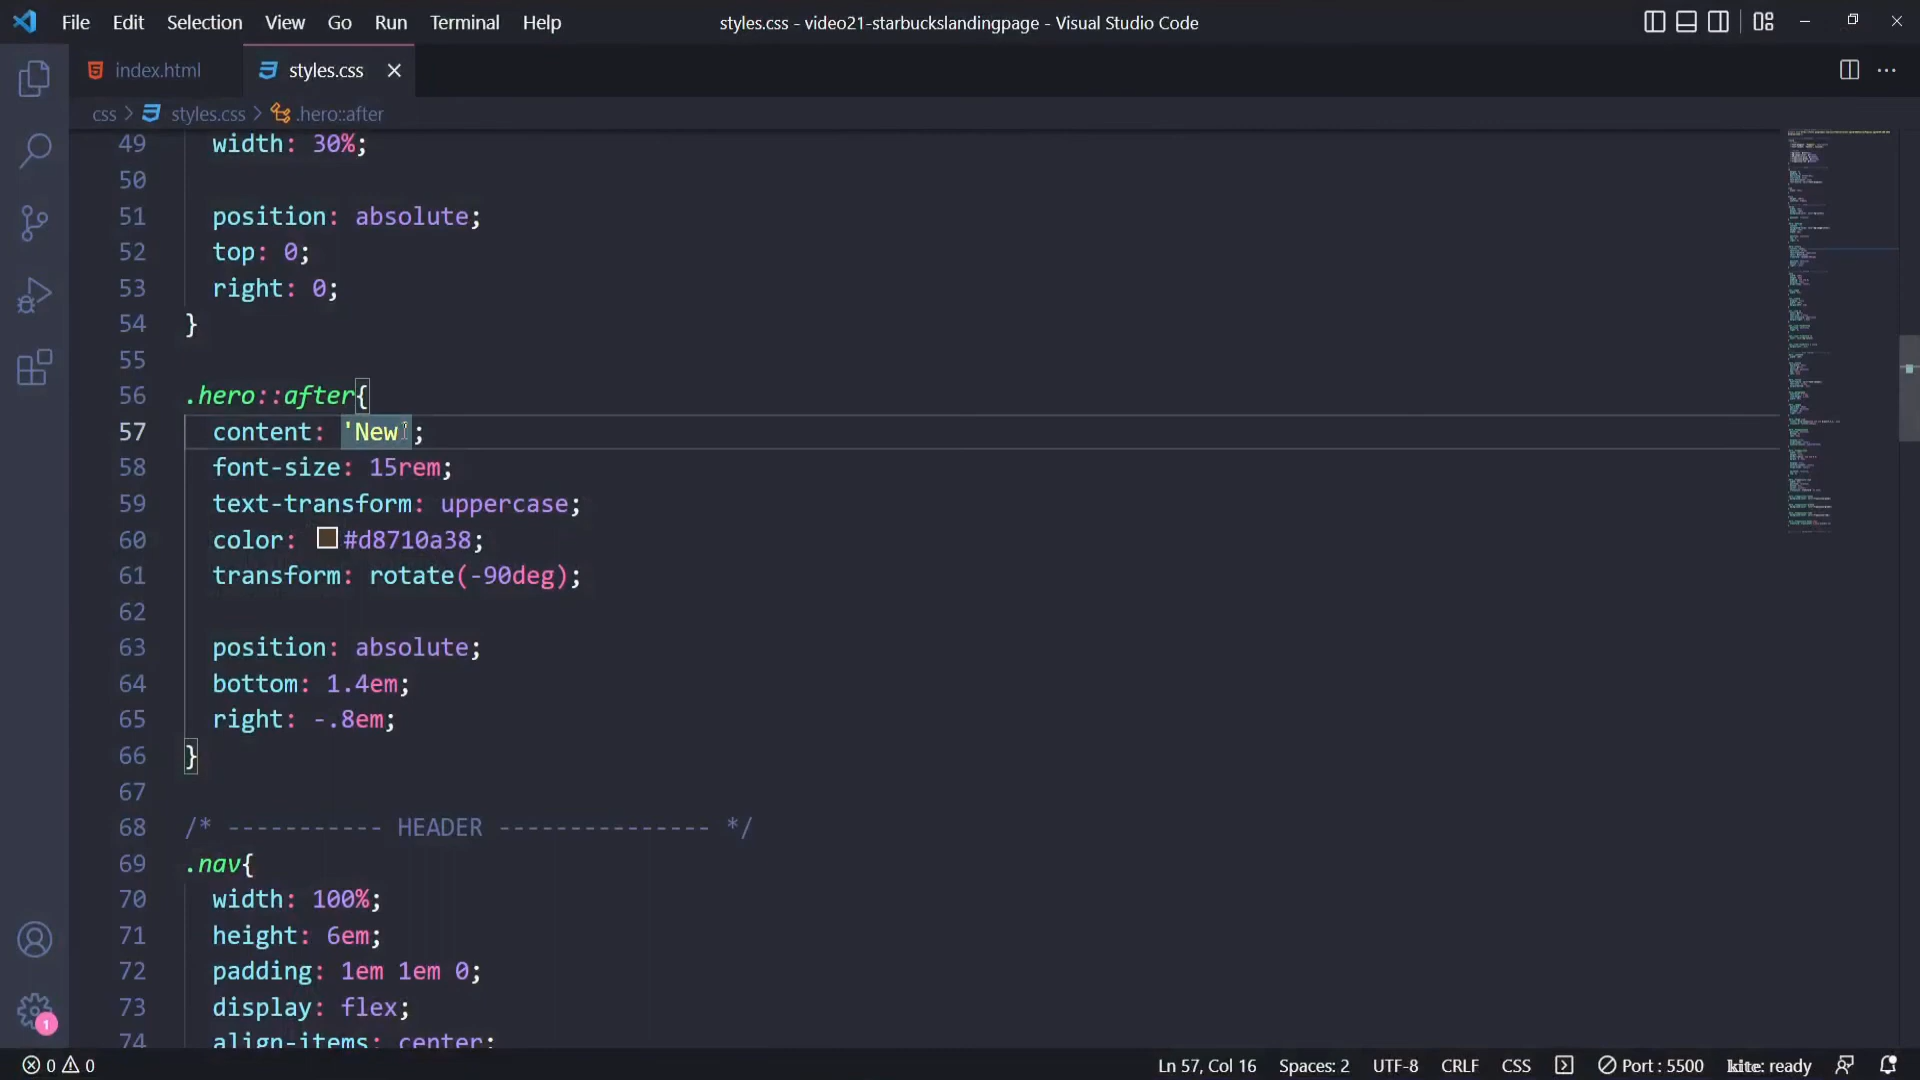 File Edit Selection View Go Run Terminal Help styles.css - video21-starbuckslandingpage - Visual Studio Code
index.html styles.css
css > styles.css > .hero::after
49 width: 30%;
50
51 position: absolute;
52 top: 0;
53 right: 0;
54 }
55
56 .hero::after{
57 content: 'New';
58 font-size: 15rem;
59 text-transform: uppercase;
60 color: #d8710a38;
61 transform: rotate(-90deg);
62
63 position: absolute;
64 bottom: 1.4em;
65 right: -.8em;
66 }
67
68 /* ----------- HEADER --------------- */
69 .nav{
70 width: 100%;
71 height: 6em;
72 padding: 1em 1em 0;
73 display: flex;
74 align-items: center;
1
0 0 Ln 57, Col 16 Spaces: 2 UTF-8 CRLF CSS Port : 5500 kite: ready